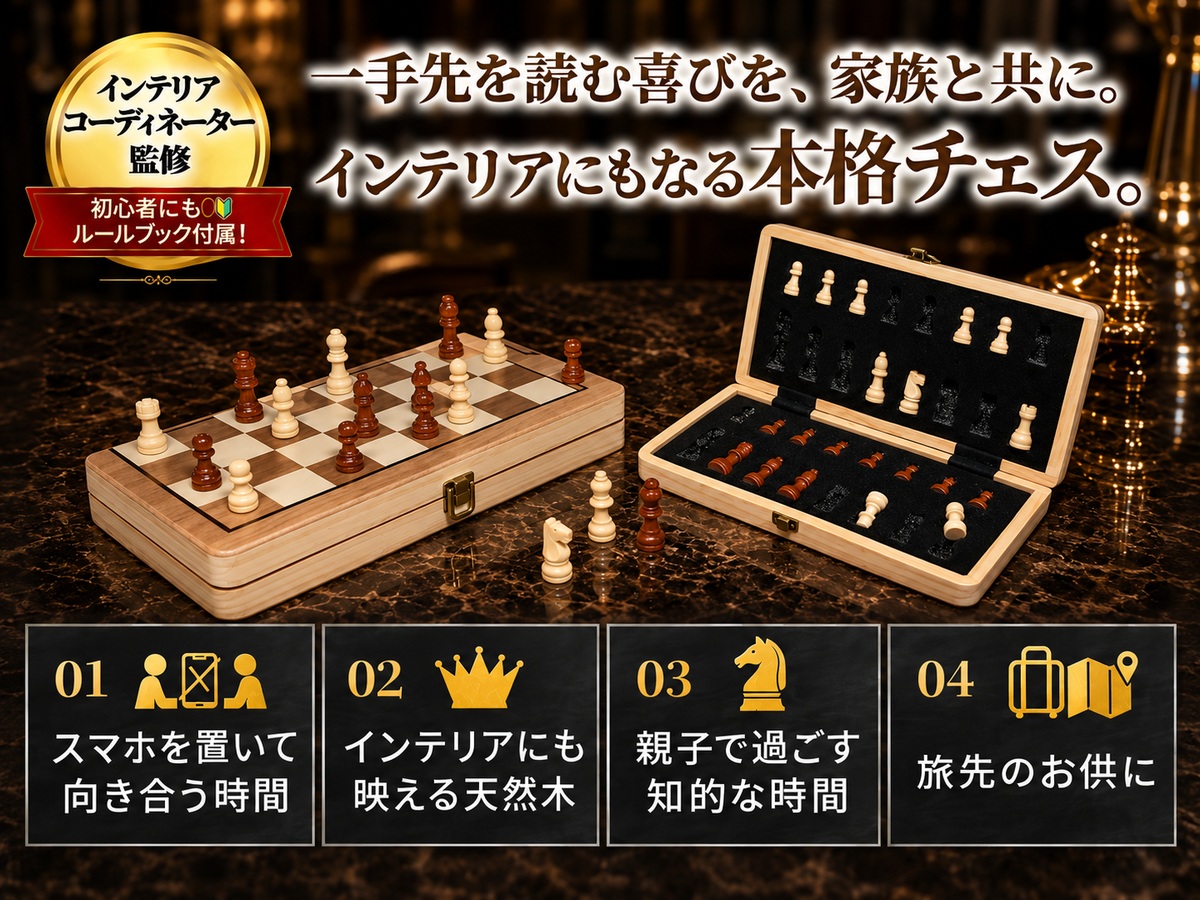 インテリア
コーディネーター
監修
初心者にも○🔰
ルールブック付属！
一手先を読む喜びを、家族と共に。
インテリアにもなる本格チェス。
01
スマホを置いて
向き合う時間
02
インテリアにも
映える天然木
03
親子で過ごす
知的な時間
04
旅先のお供に